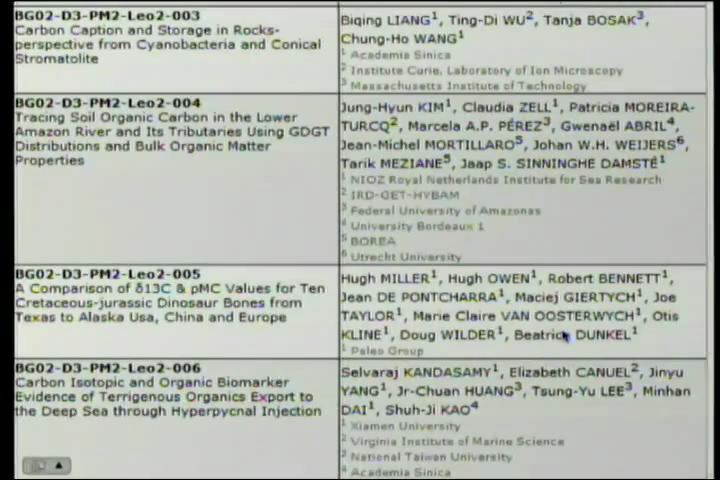 BG02-D3-PM2-Leo2-003
Carbon Caption and Storage in Rocks-
perspective from Cyanobacteria and Conical
Stromatolite
Biqing LIANG1, Ting-Di WU2, Tanja BOSAK3,
Chung-Ho WANG1
1 Academia Sinica
2 Institute Curie, Laboratory of Ion Microscopy
3 Massachusetts Institute of Technology
BG02-D3-PM2-Leo2-004
Tracing Soil Organic Carbon in the Lower
Amazon River and Its Tributaries Using GDGT
Distributions and Bulk Organic Matter
Properties
Jung-Hyun KIM1, Claudia ZELL1, Patricia MOREIRA-
TURCQ2, Marcela A.P. PÉREZ3, Gwenaël ABRIL4,
Jean-Michel MORTILLARO5, Johan W.H. WEIJERS6,
Tarik MEZIANE5, Jaap S. SINNINGHE DAMSTÉ1
1 NIOZ Royal Netherlands Institute for Sea Research
2 IRD-GET-HYBAM
3 Federal University of Amazonas
4 University Bordeaux 1
5 BOREA
6 Utrecht University
BG02-D3-PM2-Leo2-005
A Comparison of δ13C & pMC Values for Ten
Cretaceous-jurassic Dinosaur Bones from
Texas to Alaska Usa, China and Europe
Hugh MILLER1, Hugh OWEN1, Robert BENNETT1,
Jean DE PONTCHARRA1, Maciej GIERTYCH1, Joe
TAYLOR1, Marie Claire VAN OOSTERWYCH1, Otis
KLINE1, Doug WILDER1, Beatrice DUNKEL1
1 Paleo Group
BG02-D3-PM2-Leo2-006
Carbon Isotopic and Organic Biomarker
Evidence of Terrigenous Organics Export to
the Deep Sea through Hyperpycnal Injection
Selvaraj KANDASAMY1, Elizabeth CANUEL2, Jinyu
YANG1, Jr-Chuan HUANG3, Tsung-Yu LEE3, Minhan
DAI1, Shuh-Ji KAO4
1 Xiamen University
2 Virginia Institute of Marine Science
3 National Taiwan University
4 Academia Sinica